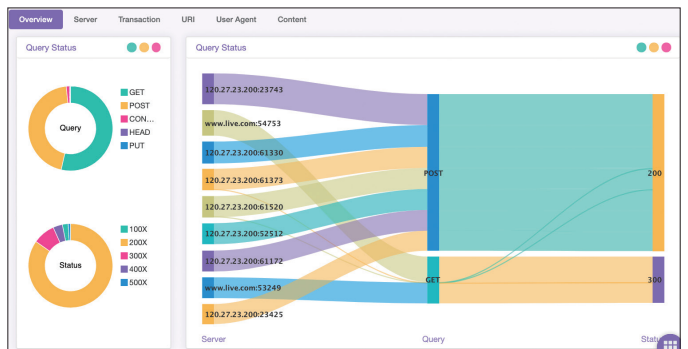 Overview Server Transaction URI User Agent Content
Query Status
GET
POST
CON...
HEAD
PUT
Query
100X
200X
300X
400X
500X
Status
Query Status
120.27.23.200:23743
www.live.com:54753
120.27.23.200:61330
120.27.23.200:61373
120.27.23.200:61520
120.27.23.200:52512
120.27.23.200:61172
www.live.com:53249
120.27.23.200:23425
POST
GET
200
300
Server Query Statu